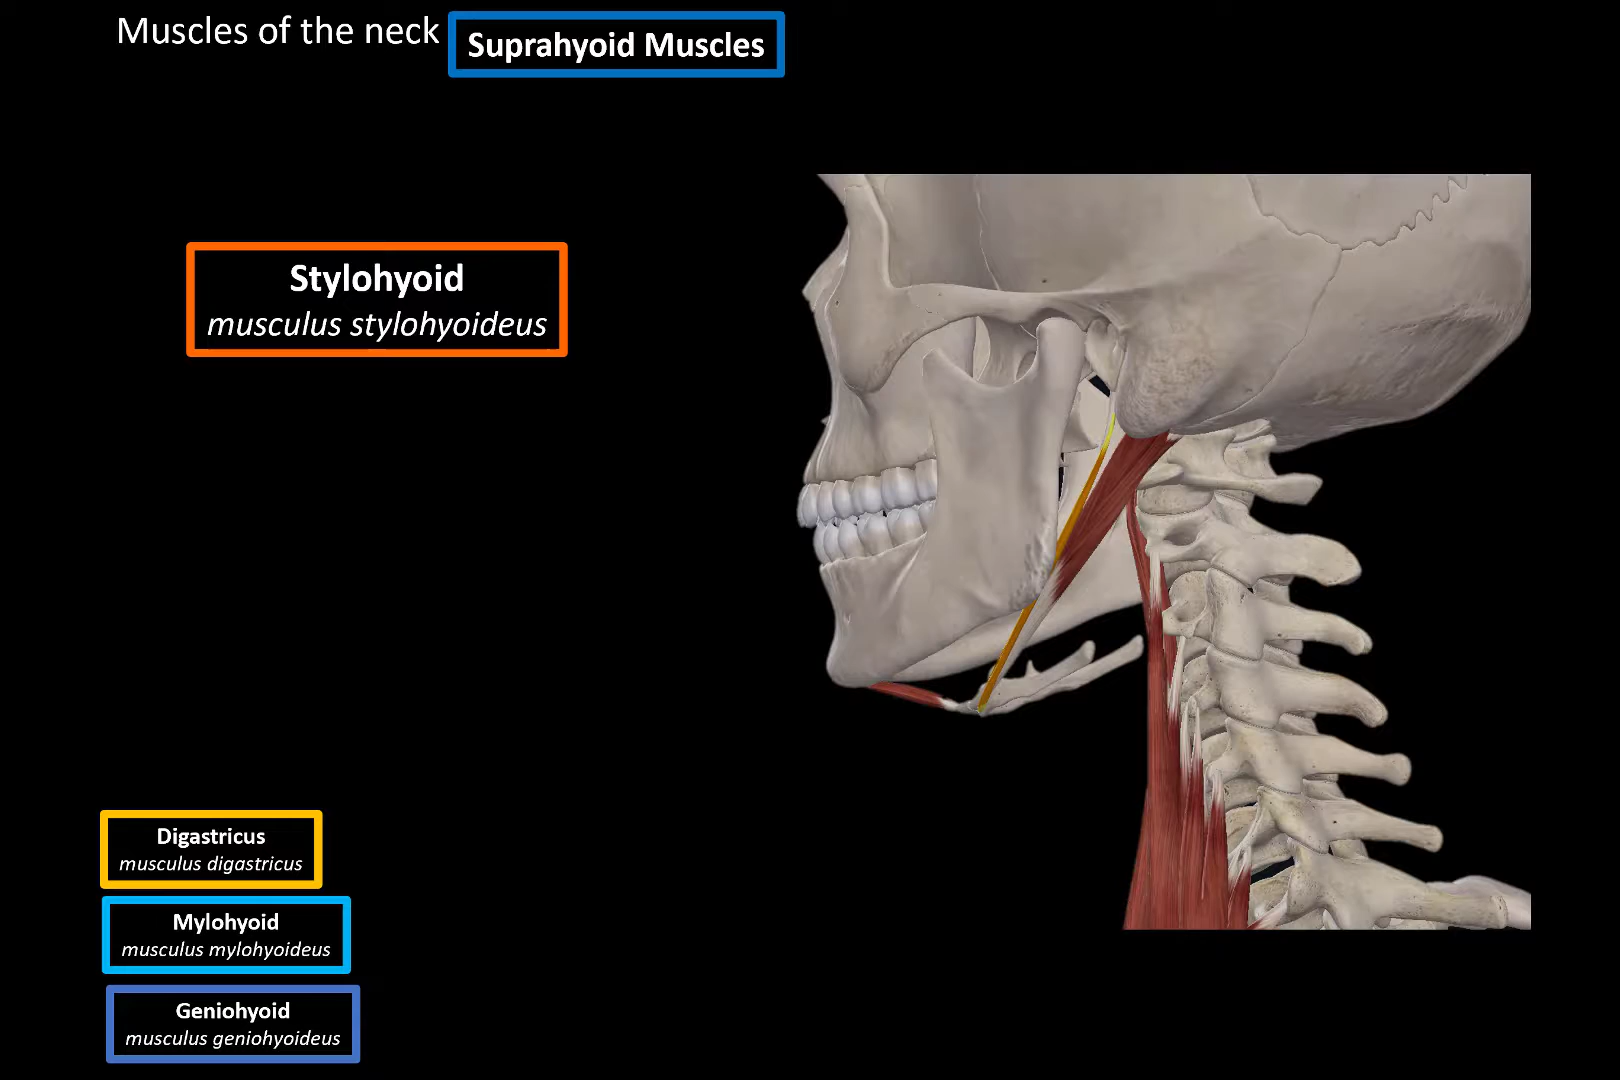 Muscles of the neck
Suprahyoid Muscles
Stylohyoid
musculus stylohyoideus
Digastricus
musculus digastricus
Mylohyoid
musculus mylohyoideus
Geniohyoid
musculus geniohyoideus